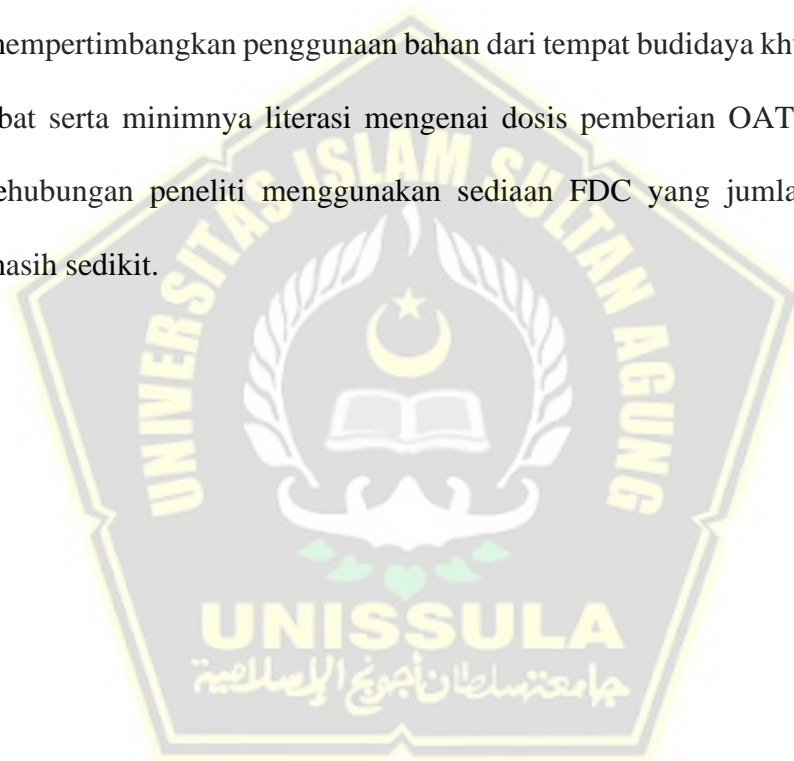 mempertimbangkan penggunaan bahan dari tempat budidaya kh
bat serta minimnya literasi mengenai dosis pemberian OAT
ehubungan peneliti menggunakan sediaan FDC yang jumla
masih sedikit.
UNIVERSITAS ISLAM SULTAN AGUNG
UNISSULA
جامعة سلطان أجونج الإسلامية